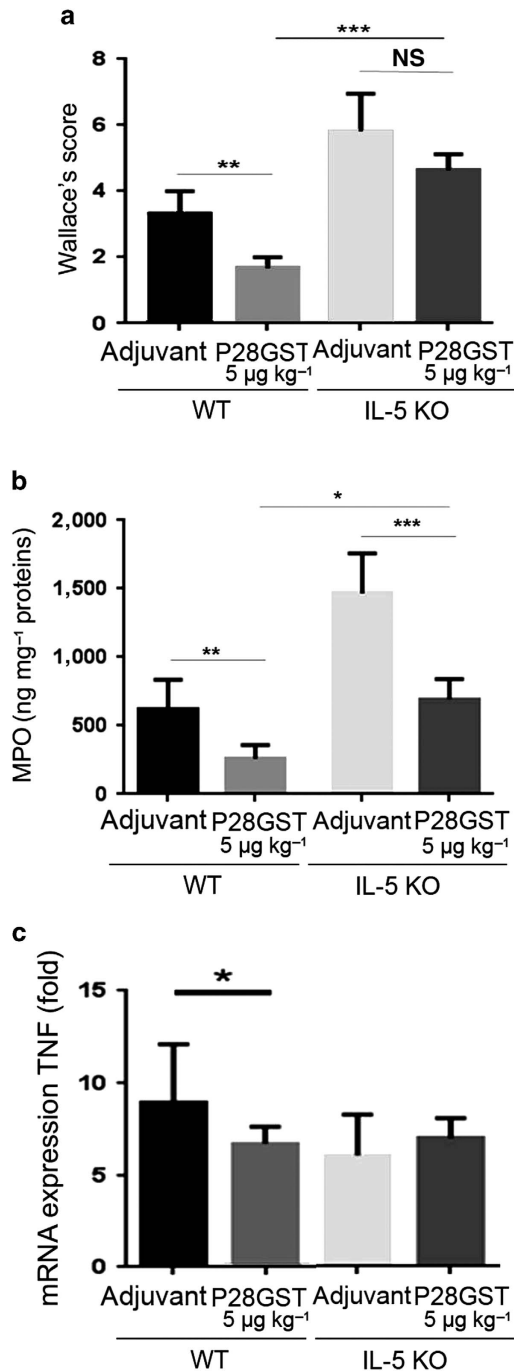 a
***
NS
**
8
6
4
2
0
Wallace's score
Adjuvant P28GST Adjuvant P28GST
5 µg kg⁻¹ 5 µg kg⁻¹
WT IL-5 KO
b
*
***
**
2,000
1,500
1,000
500
0
MPO (ng mg⁻¹ proteins)
Adjuvant P28GST Adjuvant P28GST
5 µg kg⁻¹ 5 µg kg⁻¹
WT IL-5 KO
c
*
15
10
5
0
mRNA expression TNF (fold)
Adjuvant P28GST Adjuvant P28GST
5 µg kg⁻¹ 5 µg kg⁻¹
WT IL-5 KO